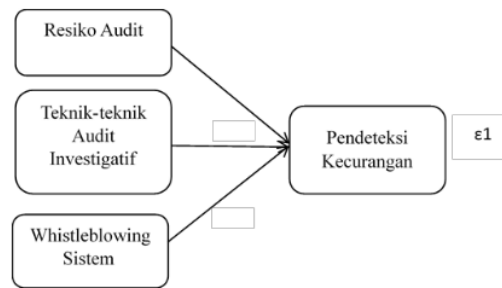 Resiko Audit
Teknik-teknik
Audit
Investigatif
Pendeteksi
Kecurangan
ε1
Whistleblowing
Sistem